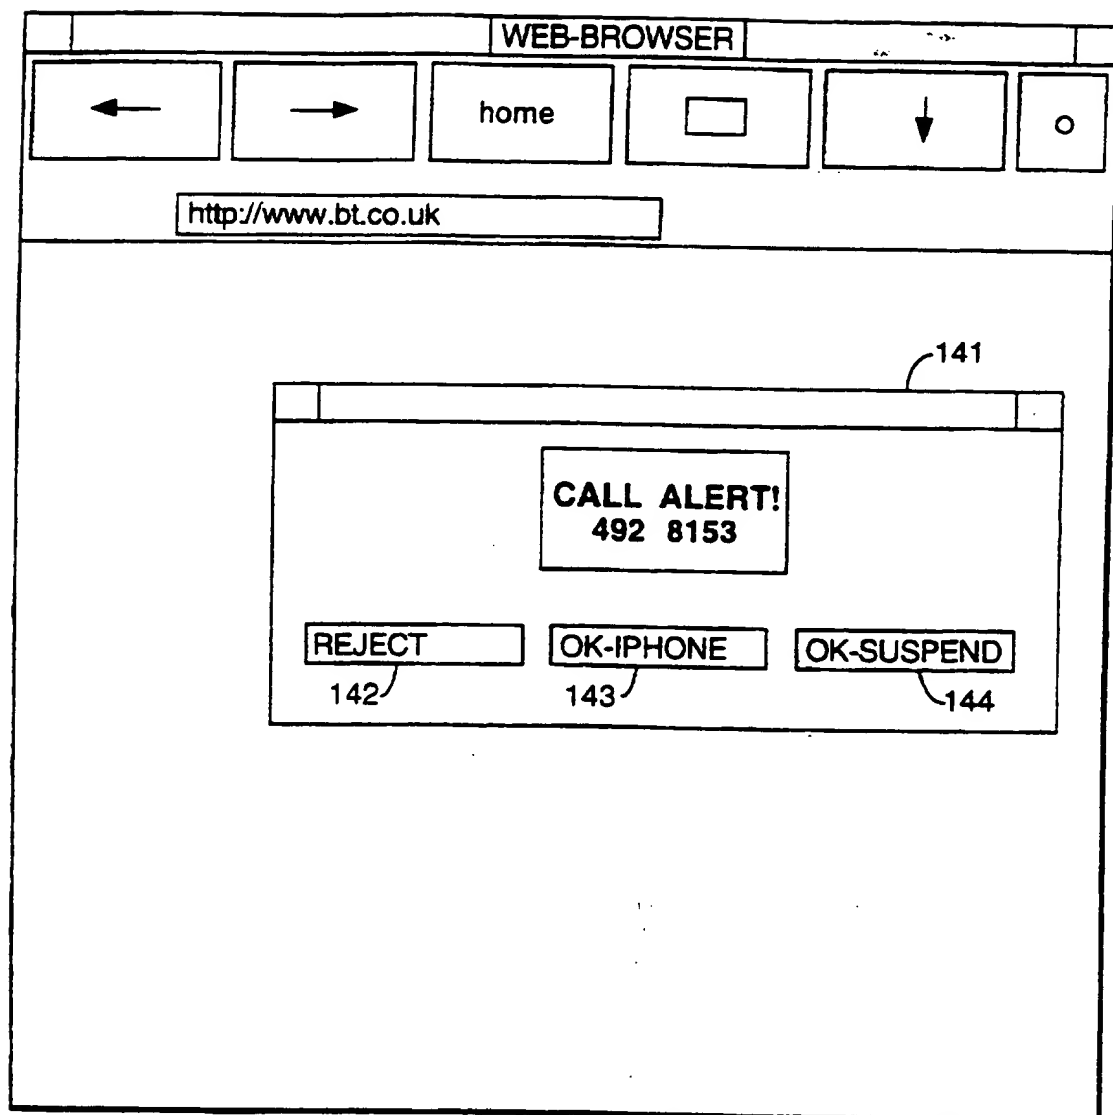 WEB-BROWSER
home
http://www.bt.co.uk
141
CALL ALERT!
492 8153
REJECT
OK-IPHONE
OK-SUSPEND
142
143
144